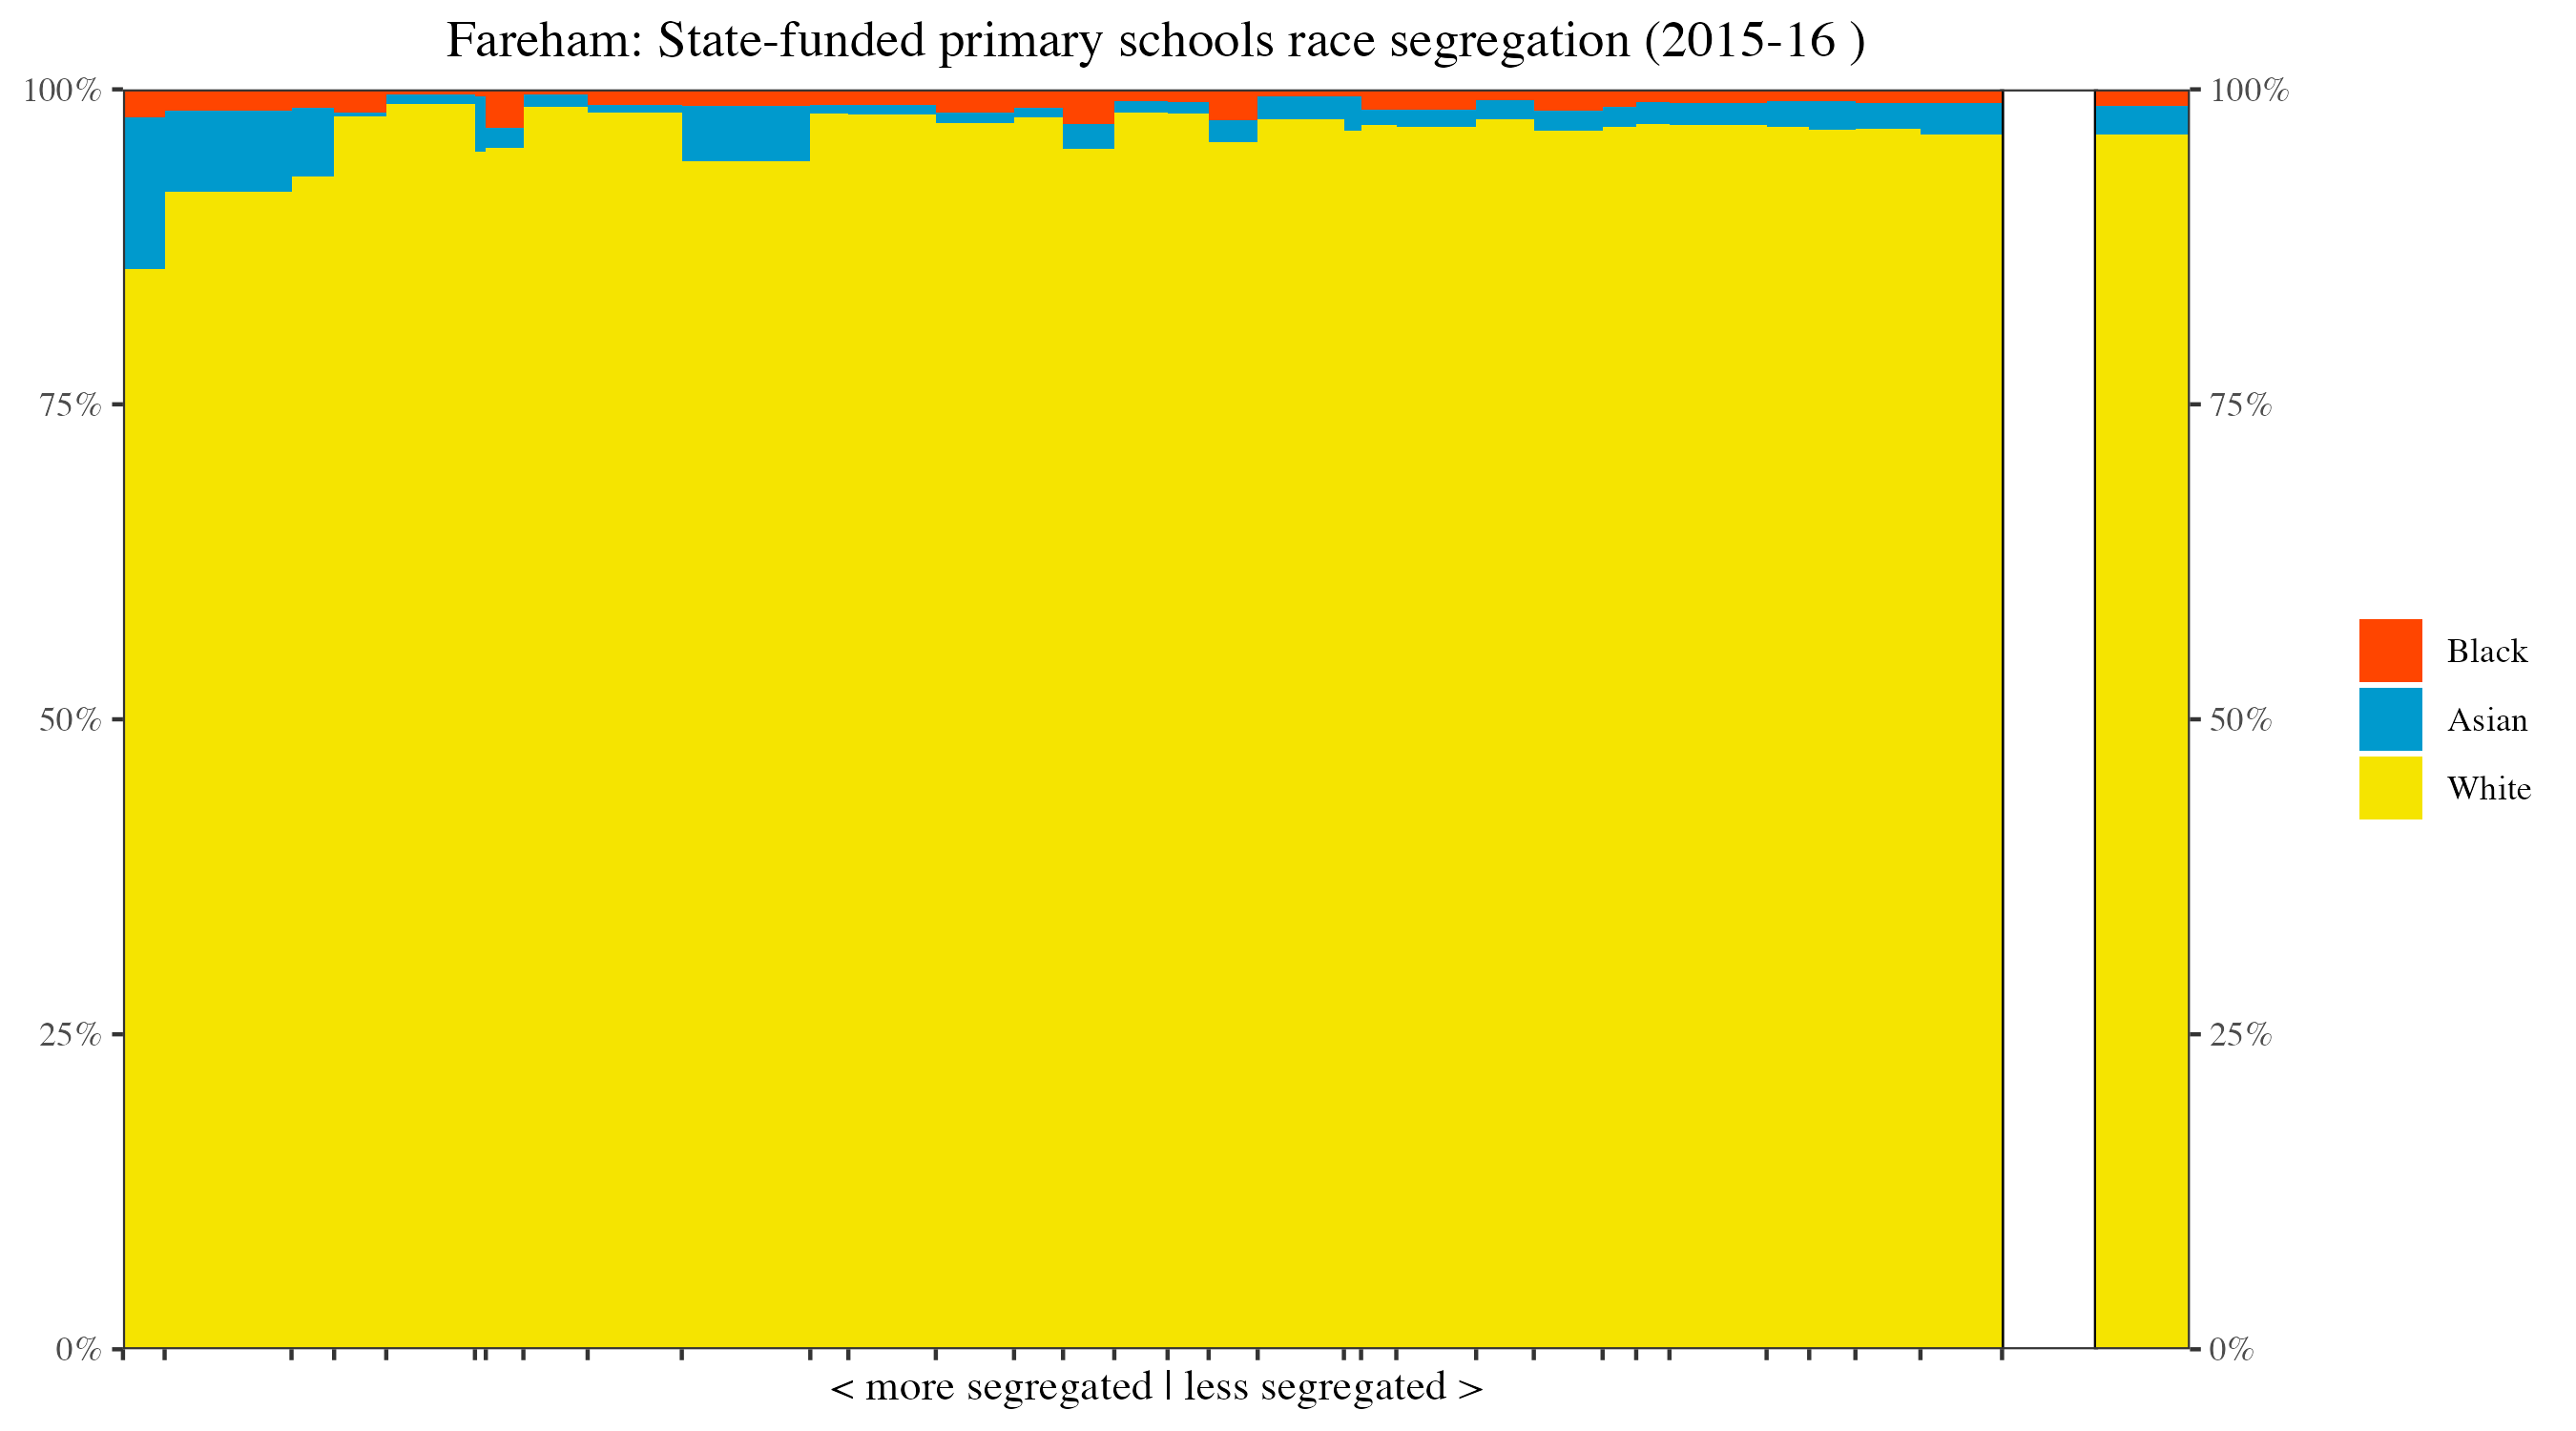 Fareham: State-funded primary schools race segregation (2015-16 )
100%
75%
50%
25%
0%
100%
75%
50%
25%
0%
Black
Asian
White
< more segregated | less segregated >